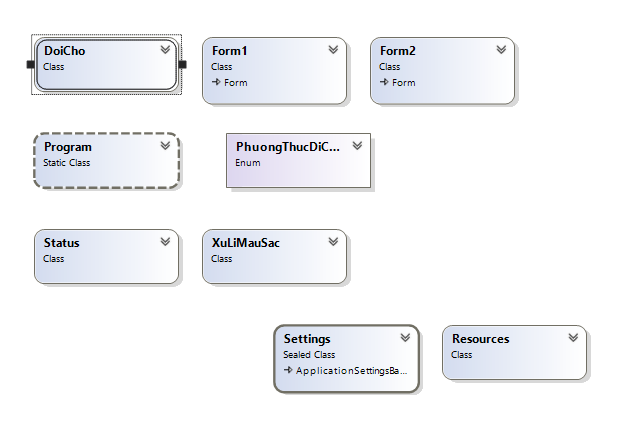 DoiCho
Class
Form1
Class
Form
Form2
Class
Form
Program
Static Class
PhuongThucDiC...
Enum
Status
Class
XuLiMauSac
Class
Settings
Sealed Class
ApplicationSettingsBa...
Resources
Class